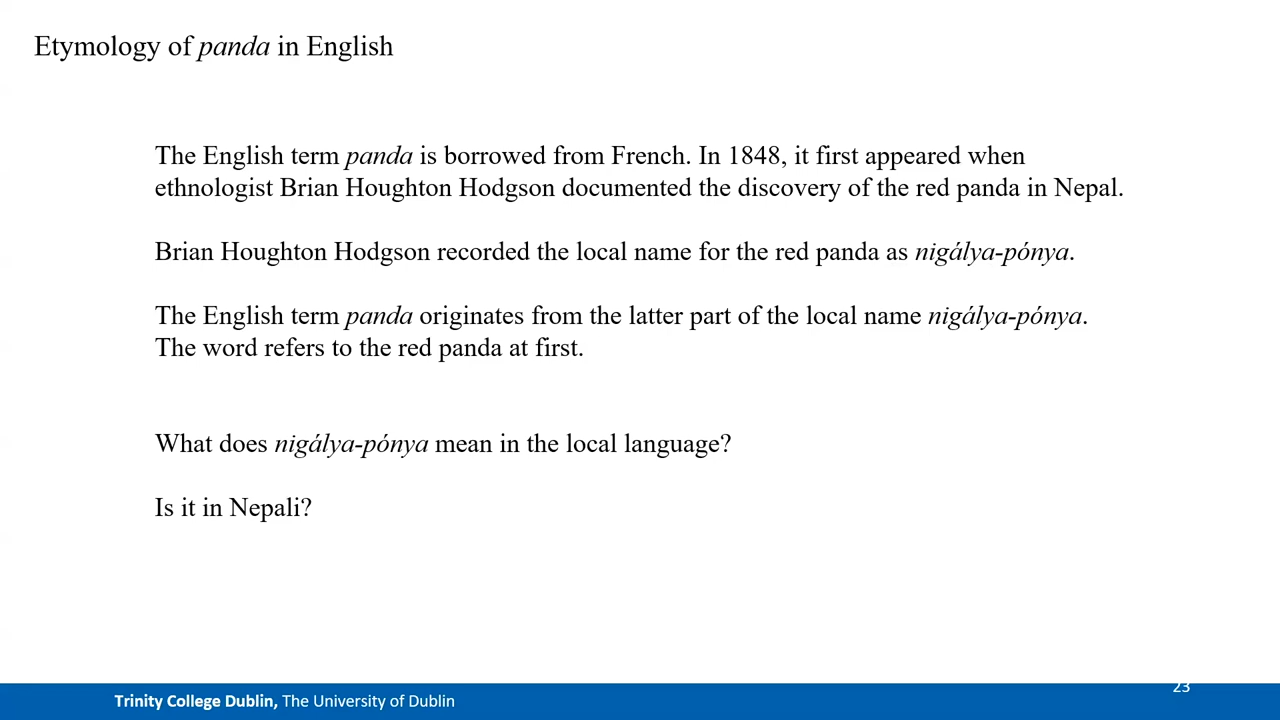 Etymology of panda in English
The English term panda is borrowed from French. In 1848, it first appeared when
ethnologist Brian Houghton Hodgson documented the discovery of the red panda in Nepal.
Brian Houghton Hodgson recorded the local name for the red panda as nigálya-pónya.
The English term panda originates from the latter part of the local name nigálya-pónya.
The word refers to the red panda at first.
What does nigálya-pónya mean in the local language?
Is it in Nepali?
23
Trinity College Dublin, The University of Dublin